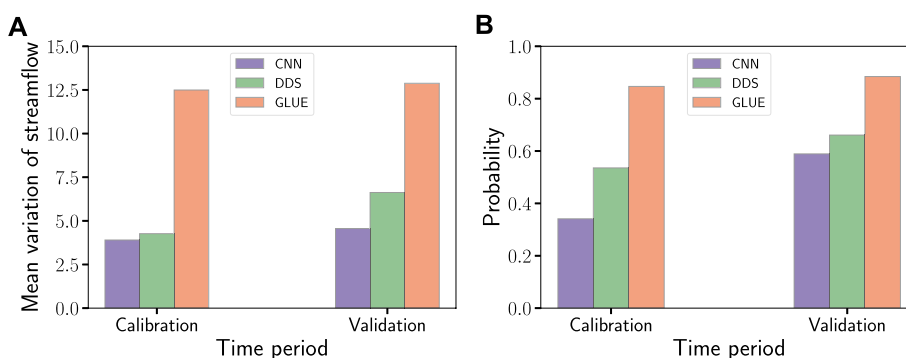 A
Mean variation of streamflow
15.0
12.5
10.0
7.5
5.0
2.5
0.0
CNN
DDS
GLUE
Calibration
Validation
Time period
B
Probability
1.0
0.8
0.6
0.4
0.2
0.0
CNN
DDS
GLUE
Calibration
Validation
Time period